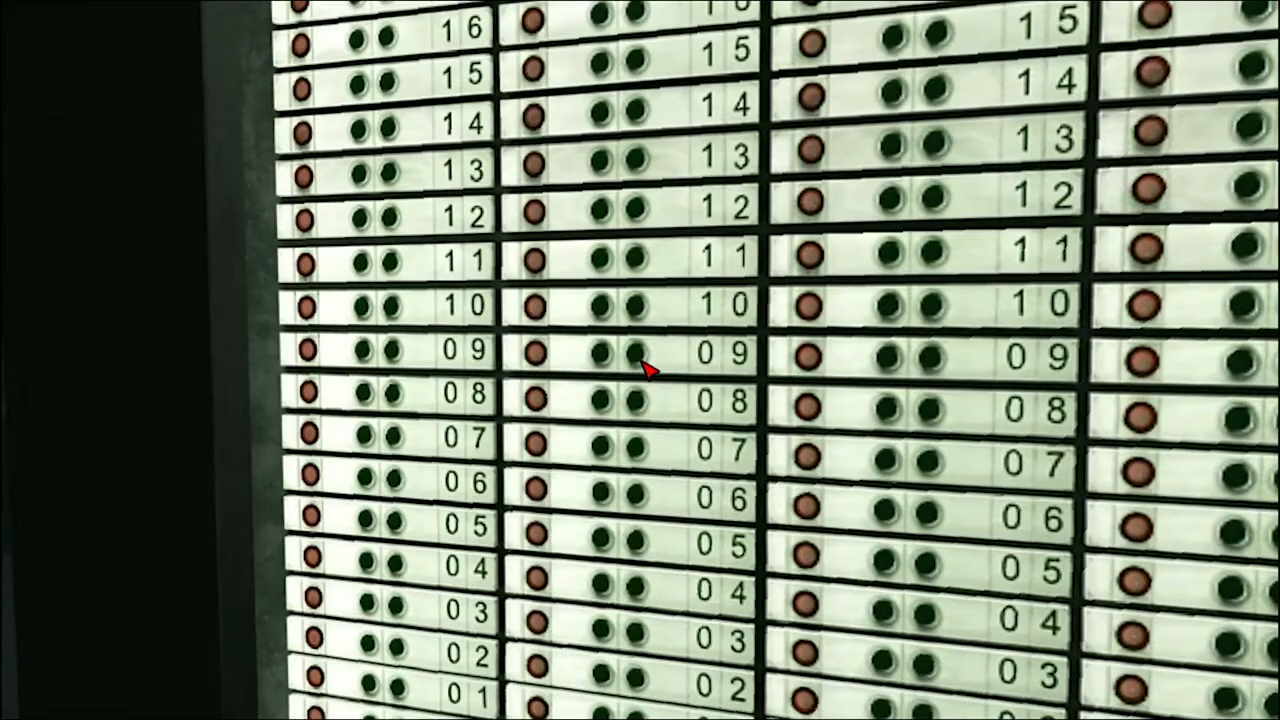 16 15
16 15 14
15 14 13
14 13 12
13 12 11
12 11 10
11 10 09
10 09 08
09 08 07
08 07 06
07 06 05
06 05 04
05 04 03
04 03
03 02
02
01